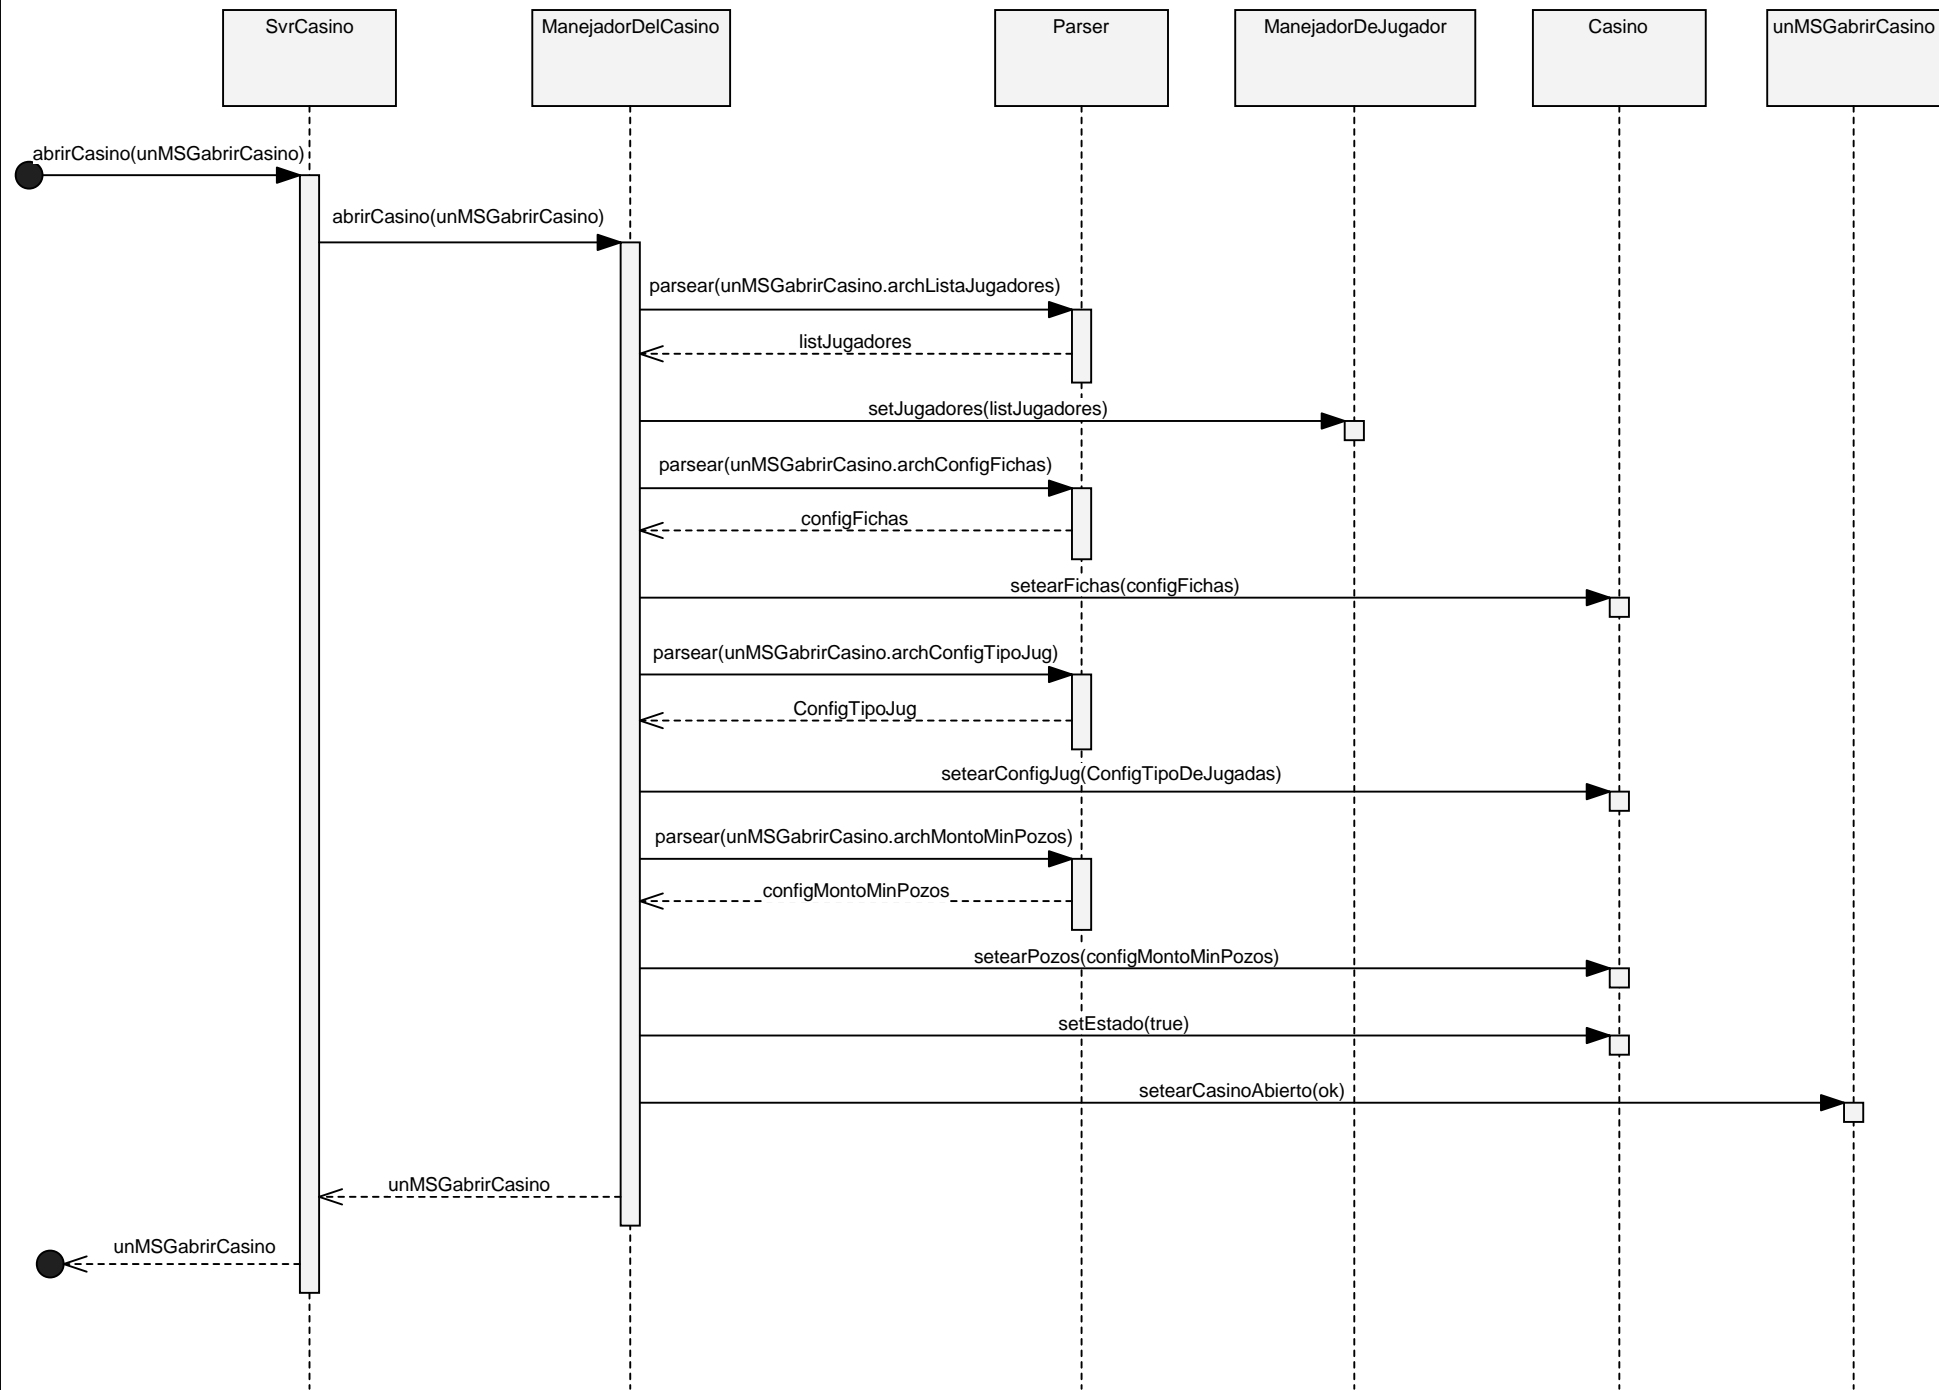 SvrCasino
ManejadorDelCasino
Parser
ManejadorDeJugador
Casino
unMSGabrirCasino
abrirCasino(unMSGabrirCasino)
abrirCasino(unMSGabrirCasino)
parsear(unMSGabrirCasino.archListaJugadores)
listJugadores
setJugadores(listJugadores)
parsear(unMSGabrirCasino.archConfigFichas)
configFichas
setearFichas(configFichas)
parsear(unMSGabrirCasino.archConfigTipoJug)
ConfigTipoJug
setearConfigJug(ConfigTipoDeJugadas)
parsear(unMSGabrirCasino.archMontoMinPozos)
configMontoMinPozos
setearPozos(configMontoMinPozos)
setEstado(true)
setearCasinoAbierto(ok)
unMSGabrirCasino
unMSGabrirCasino